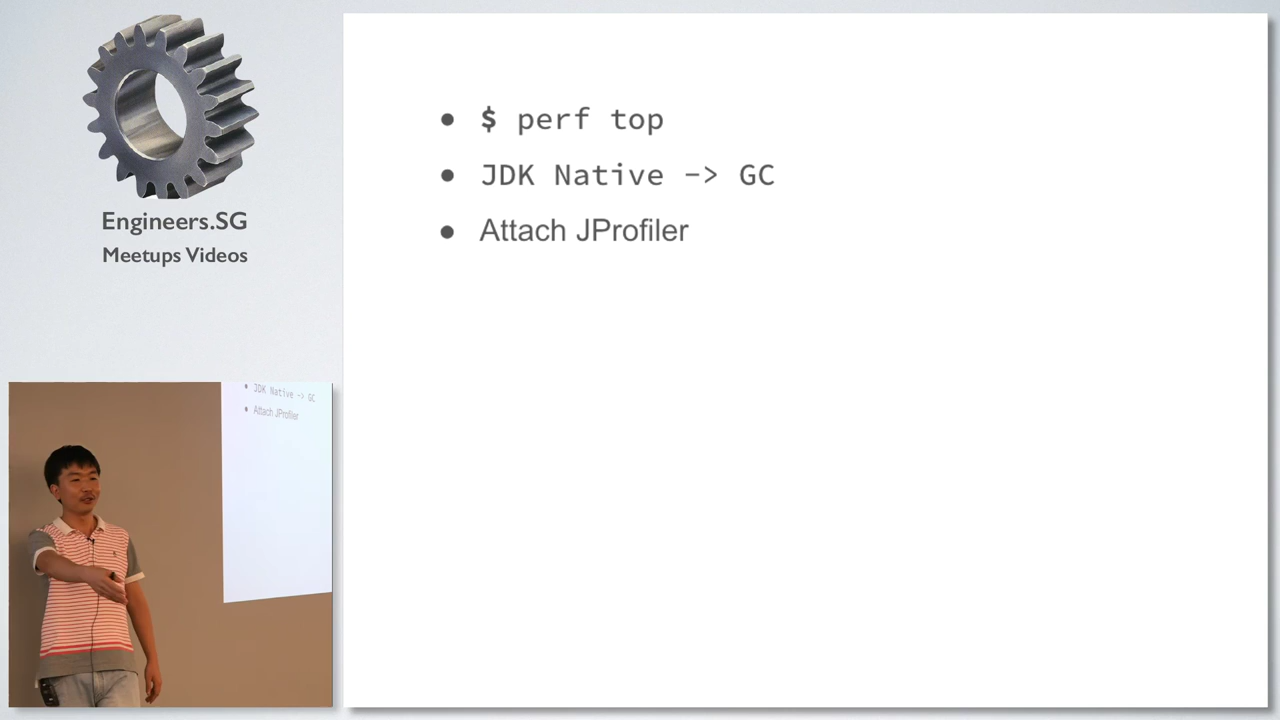 Engineers.SG
Meetups Videos
• $ perf top
• JDK Native -> GC
• Attach JProfiler
• JDK Native -> GC
• Attach JProfiler